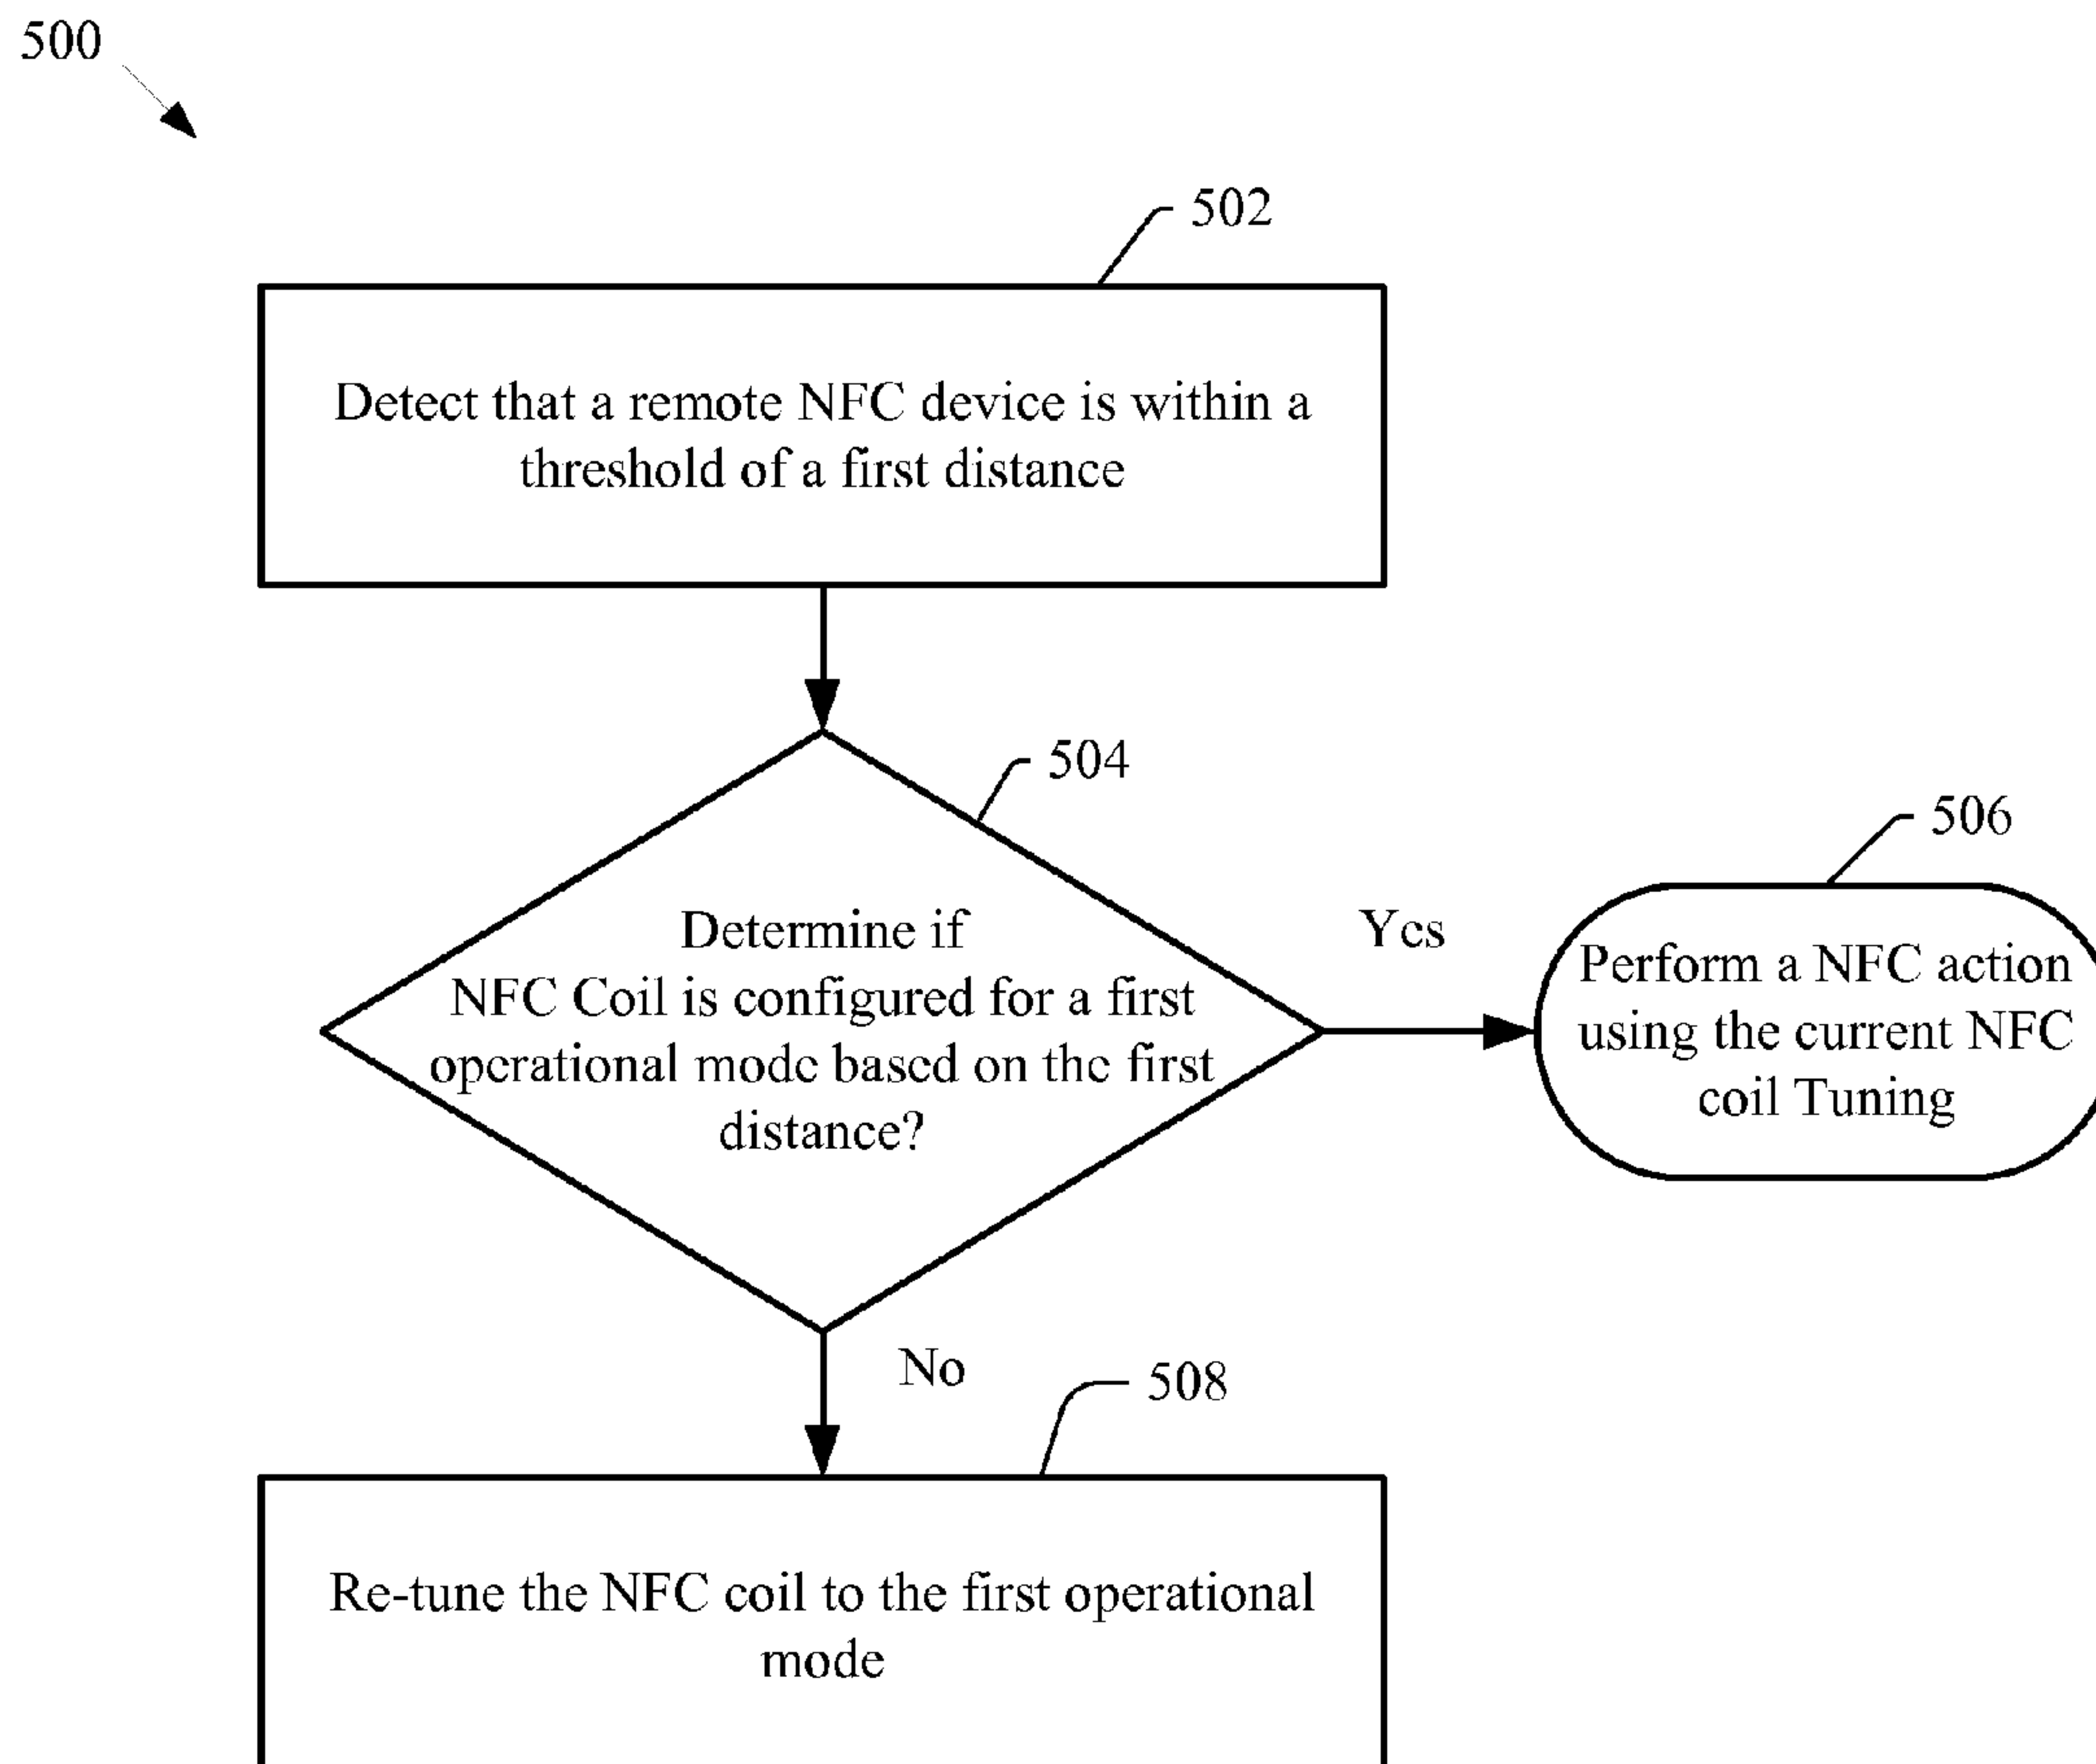 500
502
Detect that a remote NFC device is within a
threshold of a first distance
504
506
Determine if
NFC Coil is configured for a first
operational mode based on the first
distance?
Yes
Perform a NFC action
using the current NFC
coil Tuning
No
508
Re-tune the NFC coil to the first operational
mode